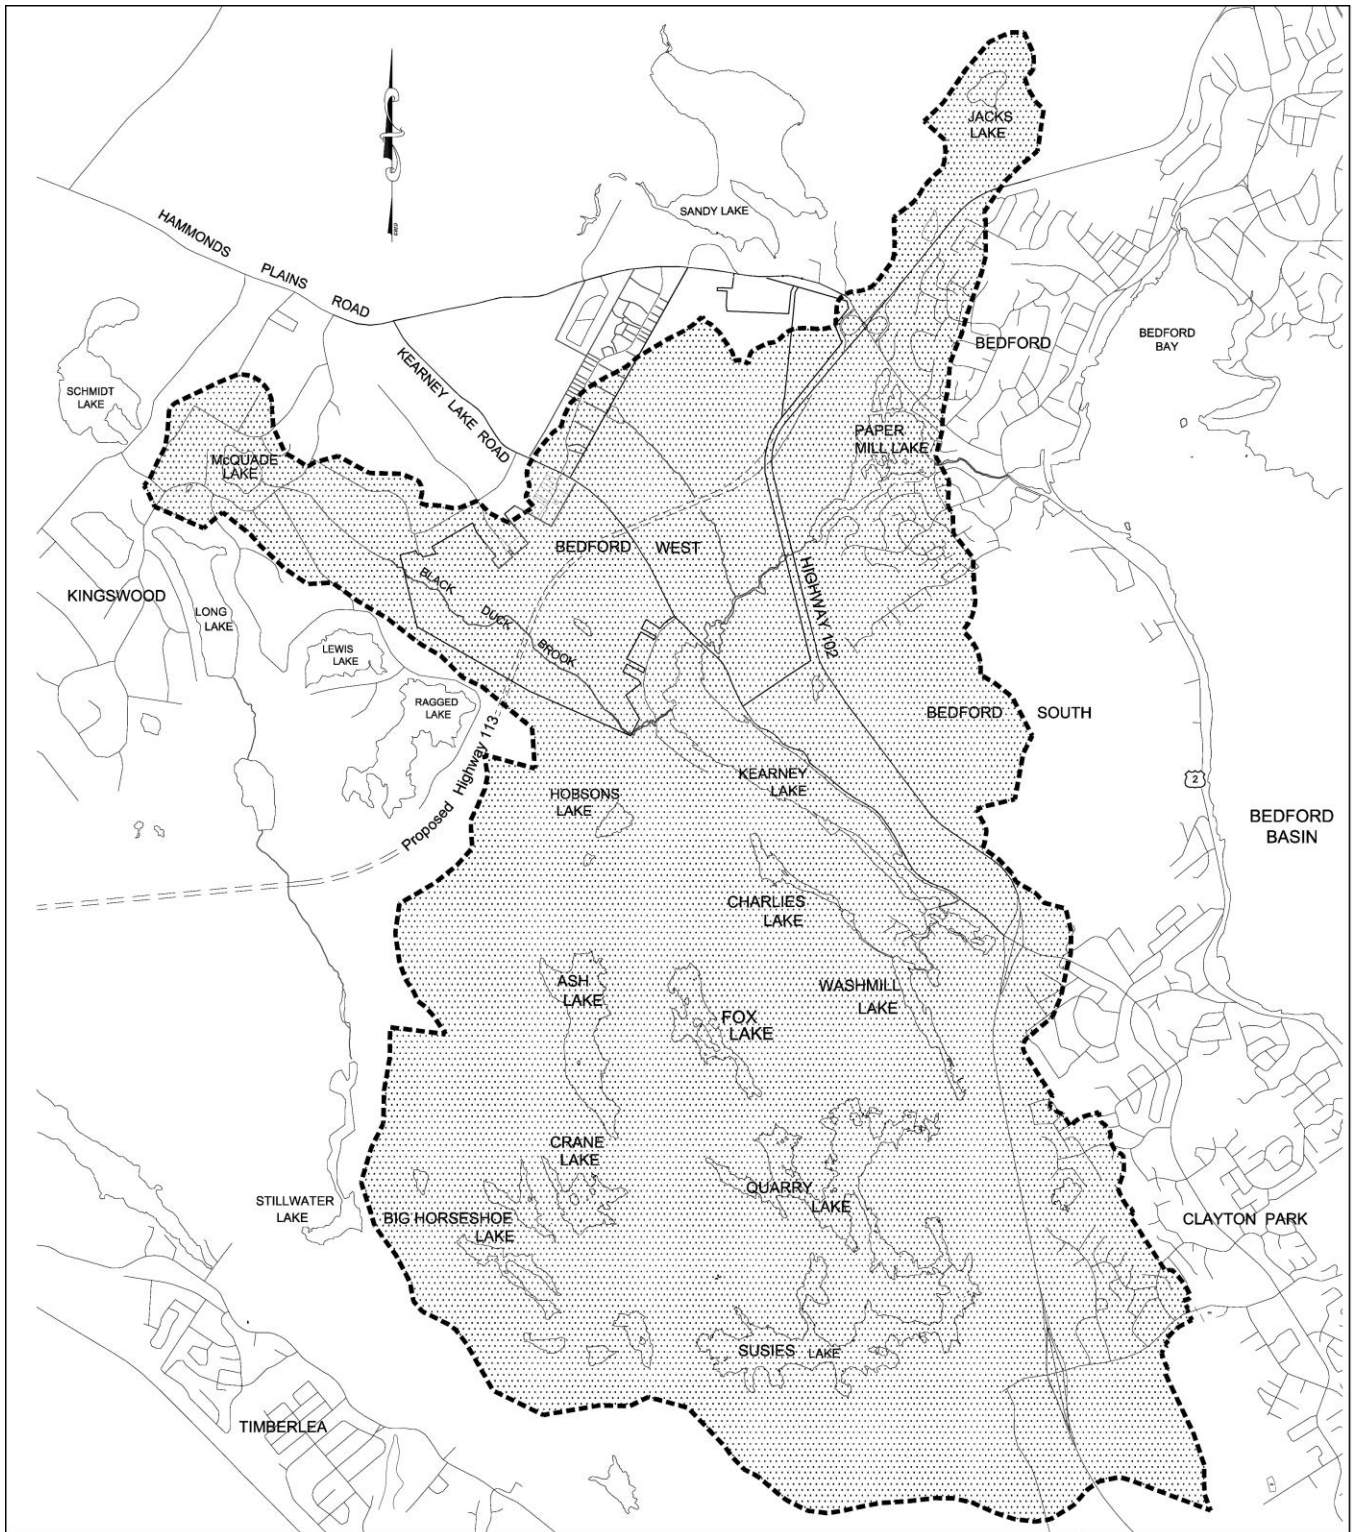 JACKS
LAKE
SANDY LAKE
HAMMONDS
PLAINS
ROAD
BEDFORD
BEDFORD
BAY
KEARNEY LAKE ROAD
SCHMIDT
LAKE
PAPER
MILL LAKE
McQUADE
LAKE
BEDFORD WEST
HIGHWAY 102
BLACK
DUCK
BROOK
KINGSWOOD
LONG
LAKE
LEWIS
LAKE
RAGGED
LAKE
BEDFORD SOUTH
Proposed Highway 113
KEARNEY
LAKE
2
HOBSONS
LAKE
BEDFORD
BASIN
CHARLIES
LAKE
ASH
LAKE
WASHMILL
LAKE
FOX
LAKE
CRANE
LAKE
QUARRY
LAKE
STILLWATER
LAKE
BIG HORSESHOE
LAKE
CLAYTON PARK
SUSIES LAKE
TIMBERLEA